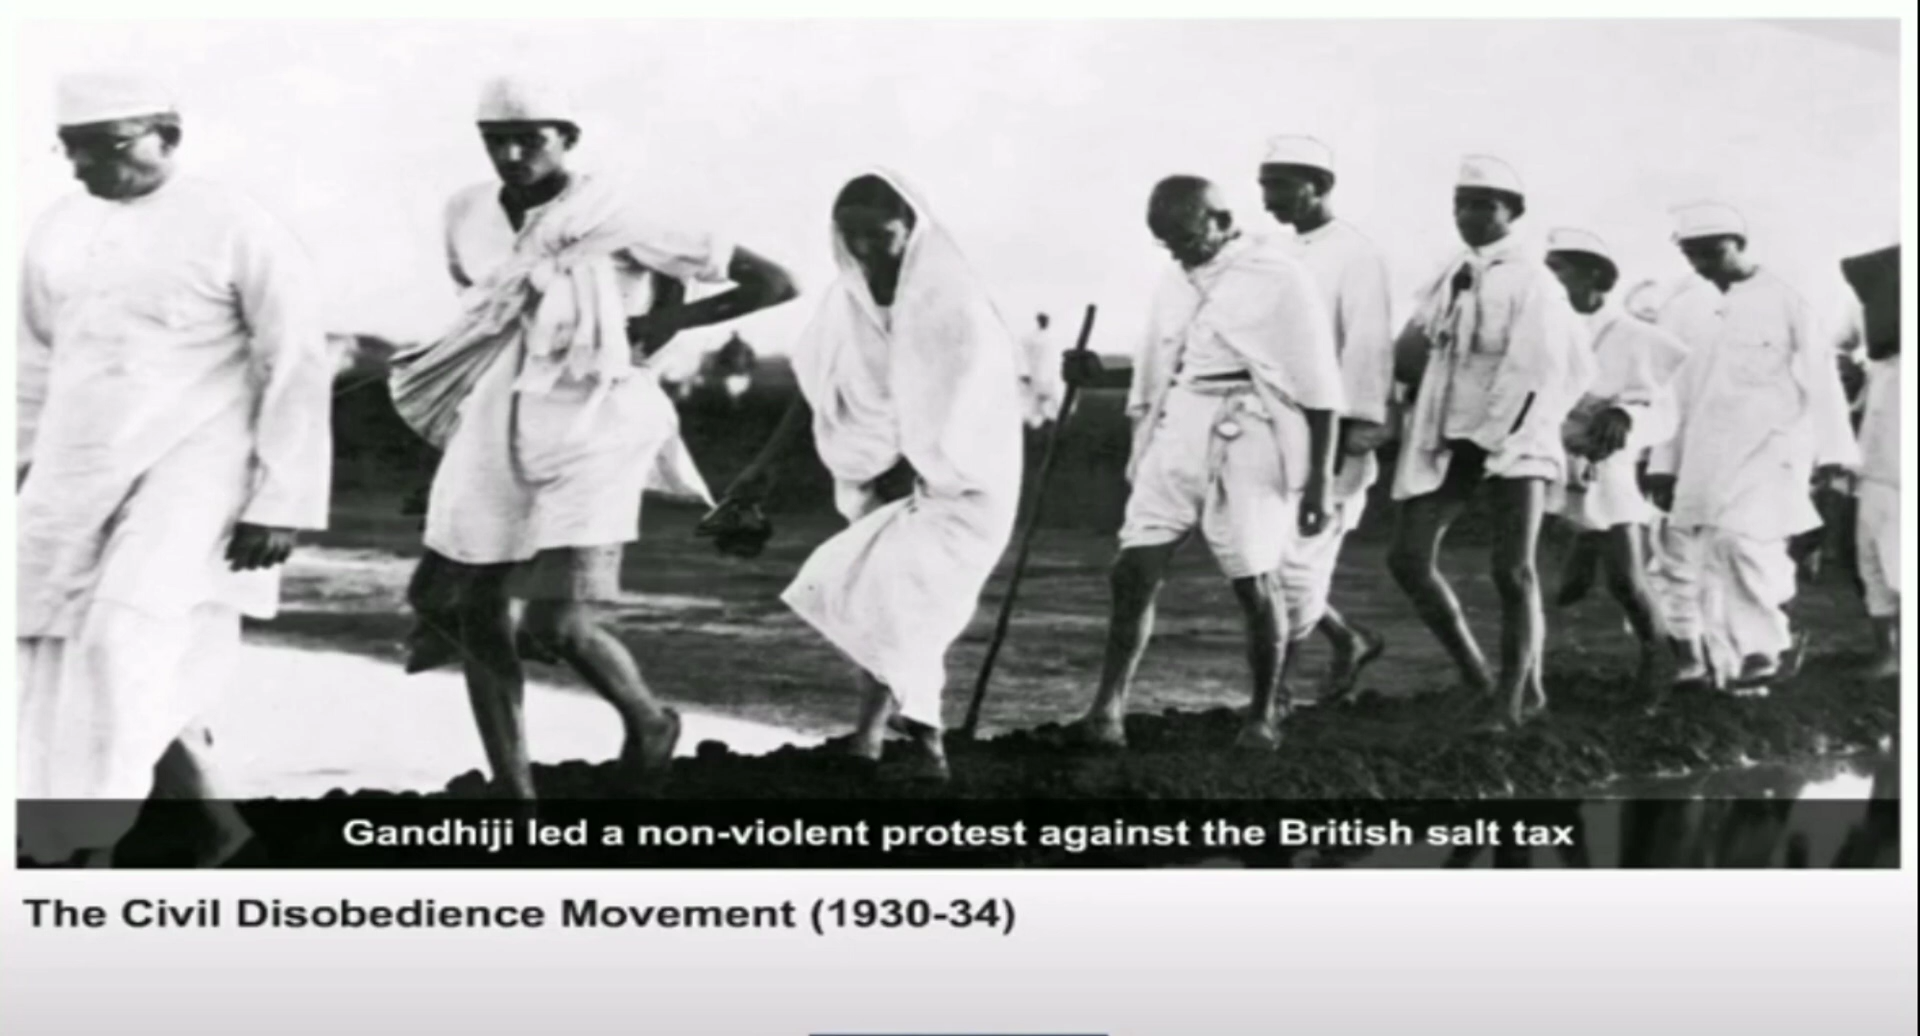 Gandhiji led a non-violent protest against the British salt tax
The Civil Disobedience Movement (1930-34)